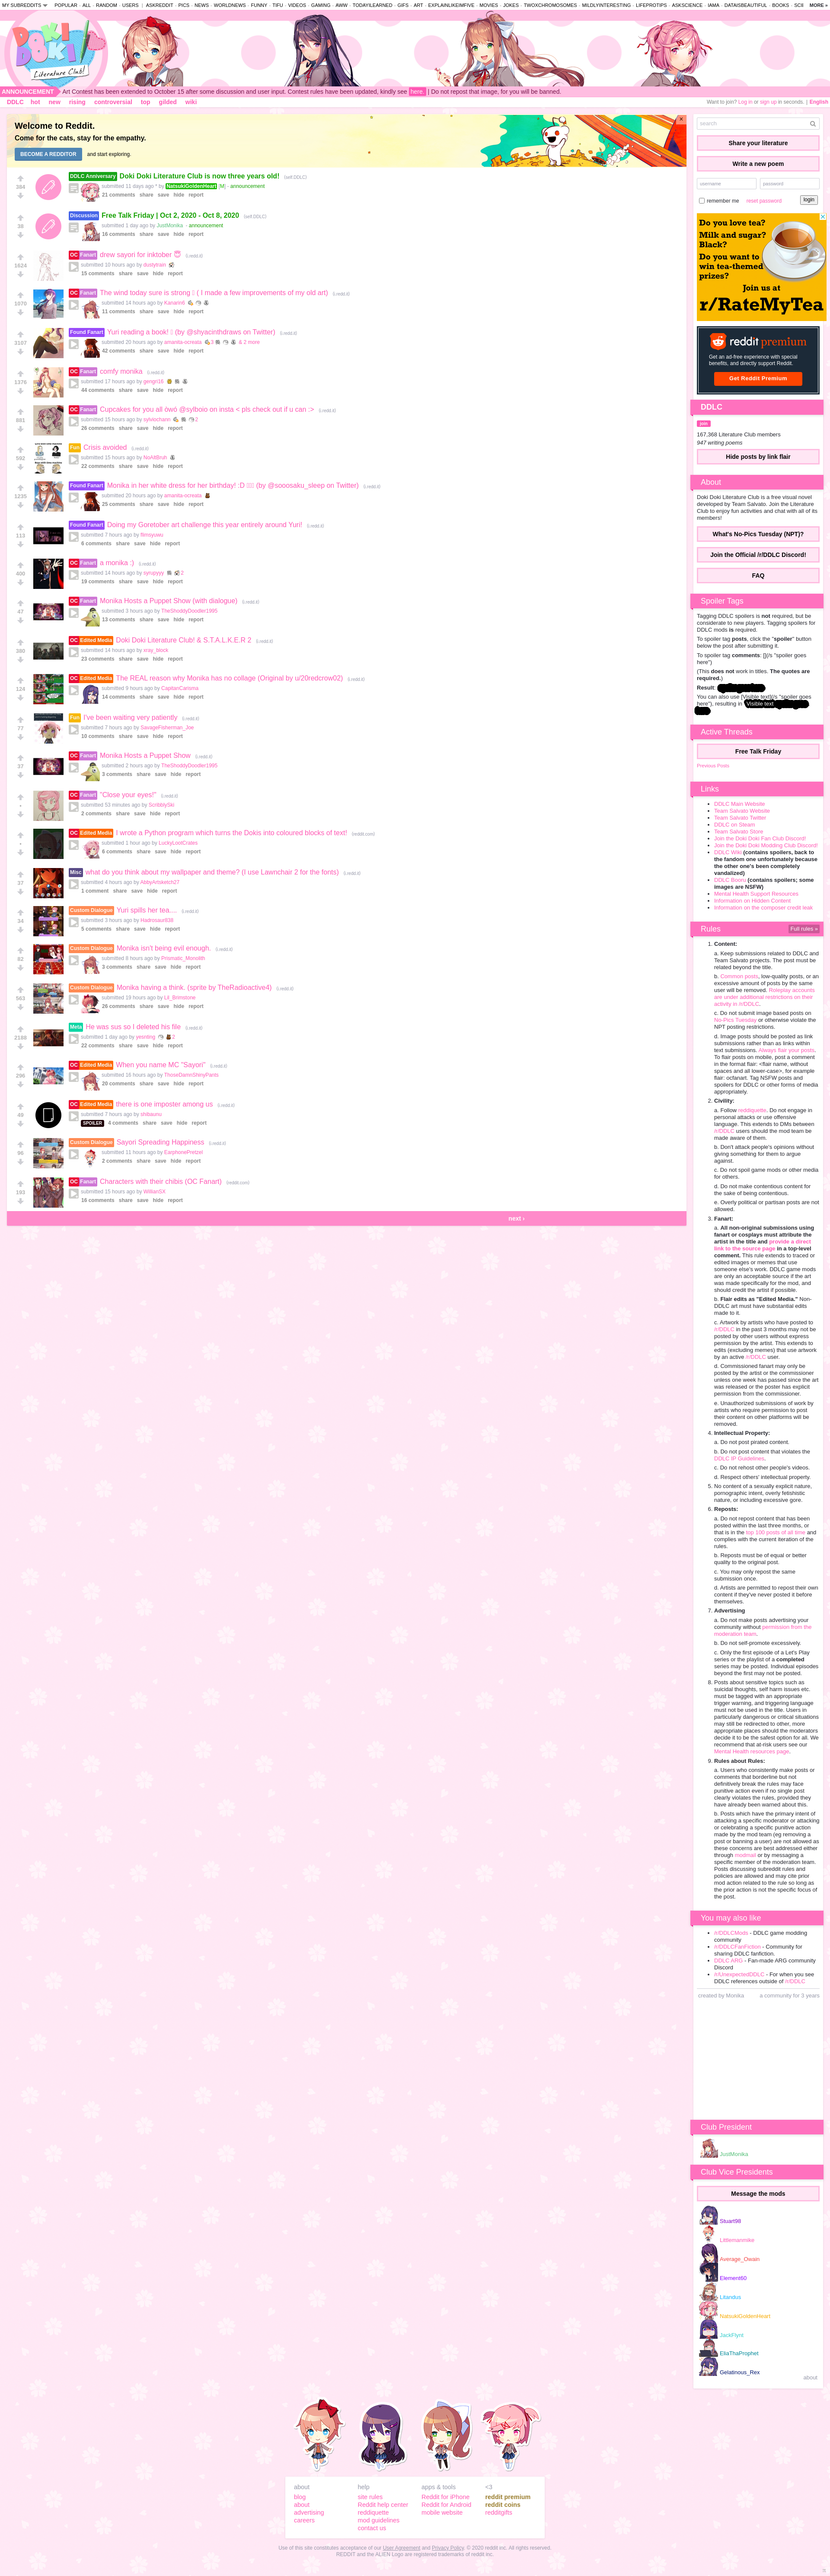 MY SUBREDDITS POPULAR - ALL - RANDOM - USERS | ASKREDDIT - PICS - NEWS - WORLDNEWS - FUNNY - TIFU - VIDEOS - GAMING - AWW - TODAYILEARNED - GIFS - ART - EXPLAINLIKEIMFIVE - MOVIES - JOKES - TWOXCHROMOSOMES - MILDLYINTERESTING - LIFEPROTIPS - ASKSCIENCE - IAMA - DATAISBEAUTIFUL - BOOKS - SCIE MORE »
DOKI DOKI
Literature Club!
ANNOUNCEMENT Art Contest has been extended to October 15 after some discussion and user input. Contest rules have been updated, kindly see here. | Do not repost that image, for you will be banned.
DDLC hot new rising controversial top gilded wiki
Want to join? Log in or sign up in seconds. | English
Welcome to Reddit.
Come for the cats, stay for the empathy.
BECOME A REDDITOR and start exploring.
384
DDLC Anniversary Doki Doki Literature Club is now three years old! (self.DDLC)
submitted 11 days ago * by NatsukiGoldenHeart [M] - announcement
21 comments share save hide report
38
Discussion Free Talk Friday | Oct 2, 2020 - Oct 8, 2020 (self.DDLC)
submitted 1 day ago by JustMonika - announcement
16 comments share save hide report
1624
OC Fanart drew sayori for inktober 😇 (i.redd.it)
submitted 10 hours ago by dustytrain
15 comments share save hide report
1070
OC Fanart The wind today sure is strong ( I made a few improvements of my old art) (i.redd.it)
submitted 14 hours ago by Kanarin6
11 comments share save hide report
3107
Found Fanart Yuri reading a book! (by @shyacinthdraws on Twitter) (i.redd.it)
submitted 20 hours ago by amanita-ocreata & 2 more
42 comments share save hide report
1376
OC Fanart comfy monika (i.redd.it)
submitted 17 hours ago by gesgn16
44 comments share save hide report
881
OC Fanart Cupcakes for you all òwó @sylboio on insta < pls check out if u can :> (i.redd.it)
submitted 15 hours ago by sylvoichann 2
26 comments share save hide report
592
Fun Crisis avoided (i.redd.it)
submitted 15 hours ago by NoAltBruh
22 comments share save hide report
1235
Found Fanart Monika in her white dress for her birthday! :D (by @sooosaku_sleep on Twitter) (i.redd.it)
submitted 20 hours ago by amanita-ocreata
25 comments share save hide report
113
Found Fanart Doing my Goretober art challenge this year entirely around Yuri! (i.redd.it)
submitted 7 hours ago by finnyuwo
6 comments share save hide report
400
OC Fanart a monika :) (i.redd.it)
submitted 14 hours ago by syrupyyy 2
19 comments share save hide report
47
OC Fanart Monika Hosts a Puppet Show (with dialogue) (i.redd.it)
submitted 3 hours ago by TheShoddyDoodler1995
13 comments share save hide report
380
OC Edited Media Doki Doki Literature Club! & S.T.A.L.K.E.R 2 (i.redd.it)
submitted 14 hours ago by xray_block
23 comments share save hide report
124
OC Edited Media The REAL reason why Monika has no collage (Original by u/20redcrow02) (i.redd.it)
submitted 9 hours ago by CapitanCarisma
14 comments share save hide report
77
Fun I've been waiting very patiently (i.redd.it)
submitted 7 hours ago by SavageFisherman_Joe
10 comments share save hide report
37
OC Fanart Monika Hosts a Puppet Show (i.redd.it)
submitted 2 hours ago by TheShoddyDoodler1995
3 comments share save hide report
•
OC Fanart "Close your eyes!" (i.redd.it)
submitted 53 minutes ago by ScribblySki
2 comments share save hide report
•
OC Edited Media I wrote a Python program which turns the Dokis into coloured blocks of text! (reddit.com)
submitted 1 hour ago by LuckyLootCrates
6 comments share save hide report
37
Misc what do you think about my wallpaper and theme? (I use Lawnchair 2 for the fonts) (i.redd.it)
submitted 4 hours ago by AbbyArtsketch27
1 comment share save hide report
34
Custom Dialogue Yuri spills her tea.... (i.redd.it)
submitted 3 hours ago by Hadrosaur838
5 comments share save hide report
82
Custom Dialogue Monika isn't being evil enough. (i.redd.it)
submitted 8 hours ago by Prismatic_Monolith
3 comments share save hide report
563
Custom Dialogue Monika having a think. (sprite by TheRadioactive4) (i.redd.it)
submitted 19 hours ago by Lil_Brimstone
26 comments share save hide report
2188
Meta He was sus so I deleted his file (i.redd.it)
submitted 1 day ago by yesnting 2
22 comments share save hide report
296
OC Edited Media When you name MC "Sayori" (i.redd.it)
submitted 16 hours ago by ThoseDarnnShinyPants
20 comments share save hide report
49
OC Edited Media there is one imposter among us (i.redd.it)
submitted 7 hours ago by shibaunu
SPOILER 4 comments share save hide report
86
Custom Dialogue Sayori Spreading Happiness (i.redd.it)
submitted 11 hours ago by EarphonePretzel
2 comments share save hide report
193
OC Fanart Characters with their chibis (OC Fanart) (reddit.com)
submitted 15 hours ago by WillianSX
16 comments share save hide report
next ›
search
Share your literature
Write a new poem
username password
remember me reset password login
Do you love tea?
Milk and sugar?
Black?
Want to win tea-themed prizes?
Join us at
r/RateMyTea
reddit premium
Get an ad-free experience with special benefits, and directly support Reddit.
Get Reddit Premium
DDLC
join
167,368 Literature Club members
947 writing poems
Hide posts by link flair
About
Doki Doki Literature Club is a free visual novel developed by Team Salvato. Join the Literature Club to enjoy fun activities and chat with all of its members!
What's No-Pics Tuesday (NPT)?
Join the Official /r/DDLC Discord!
FAQ
Spoiler Tags
Tagging DDLC spoilers is not required, but be considerate to new players. Tagging spoilers for DDLC mods is required.
To spoiler tag posts, click the "spoiler" button below the post after submitting it.
To spoiler tag comments: [](/s "spoiler goes here")
(This does not work in titles. The quotes are required.)
Result:
You can also use [Visible text](/s "spoiler goes here"), resulting in Visible text
Active Threads
Free Talk Friday
Previous Posts
Links
DDLC Main Website
Team Salvato Website
Team Salvato Twitter
DDLC on Steam
Team Salvato Store
Join the Doki Doki Fan Club Discord!
Join the Doki Doki Modding Club Discord!
DDLC Wiki (contains spoilers, back to the fandom one unfortunately because the other one's been completely vandalized)
DDLC Booru (contains spoilers; some images are NSFW)
Mental Health Support Resources
Information on Hidden Content
Information on the composer credit leak
Rules Full rules »
1. Content:
a. Keep submissions related to DDLC and Team Salvato projects. The post must be related beyond the title.
b. Common posts, low-quality posts, or an excessive amount of posts by the same user will be removed. Roleplay accounts are under additional restrictions on their activity in /r/DDLC.
c. Do not submit image based posts on No-Pics Tuesday or otherwise violate the NPT posting restrictions.
d. Image posts should be posted as link submissions rather than as links within text submissions. Always flair your posts. To flair posts on mobile, post a comment in the format: <flair name, without spaces and all lower-case>, for example flair: ocfanart. Tag NSFW posts and spoilers for DDLC or other forms of media appropriately.
2. Civility:
a. Follow reddiquette. Do not engage in personal attacks or use offensive language. This extends to DMs between /r/DDLC users should the mod team be made aware of them.
b. Don't attack people's opinions without giving something for them to argue against.
c. Do not spoil game mods or other media for others.
d. Do not make contentious content for the sake of being contentious.
e. Overly political or partisan posts are not allowed.
3. Fanart:
a. All non-original submissions using fanart or cosplays must attribute the artist in the title and provide a direct link to the source page in a top-level comment. This rule extends to traced or edited images or memes that use someone else's work. DDLC game mods are only an acceptable source if the art was made specifically for the mod, and should credit the artist if possible.
b. Flair edits as "Edited Media." Non-DDLC art must have substantial edits made to it.
c. Artwork by artists who have posted to /r/DDLC in the past 3 months may not be posted by other users without express permission by the artist. This extends to edits (excluding memes) that use artwork by an active /r/DDLC user.
d. Commissioned fanart may only be posted by the artist or the commissioner unless one week has passed since the art was released or the poster has explicit permission from the commissioner.
e. Unauthorized submissions of work by artists who require permission to post their content on other platforms will be removed.
4. Intellectual Property:
a. Do not post pirated content.
b. Do not post content that violates the DDLC IP Guidelines.
c. Do not rehost other people's videos.
d. Respect others' intellectual property.
5. No content of a sexually explicit nature, pornographic intent, overly fetishistic nature, or including excessive gore.
6. Reposts:
a. Do not repost content that has been posted within the last three months, or that is in the top 100 posts of all time and complies with the current iteration of the rules.
b. Reposts must be of equal or better quality to the original post.
c. You may only repost the same submission once.
d. Artists are permitted to repost their own content if they've never posted it before themselves.
7. Advertising
a. Do not make posts advertising your community without permission from the moderation team.
b. Do not self-promote excessively.
c. Only the first episode of a Let's Play series or the playlist of a completed series may be posted. Individual episodes beyond the first may not be posted.
8. Posts about sensitive topics such as suicidal thoughts, self harm issues etc. must be tagged with an appropriate trigger warning, and triggering language must not be used in the title. Users in particularly dangerous or critical situations may still be redirected to other, more appropriate places should the moderators decide it to be the safest option for all. We recommend that at-risk users see our Mental Health resources page.
9. Rules about Rules:
a. Users who consistently make posts or comments that borderline but not definitively break the rules may face punitive action even if no single post clearly violates the rules, provided they have already been warned about this.
b. Posts which have the primary intent of attacking a specific moderator or attacking or celebrating a specific punitive action made by the mod team (eg removing a post or banning a user) are not allowed as these concerns are best addressed either through modmail or by messaging a specific member of the moderation team. Posts discussing subreddit rules and policies are allowed and may cite prior mod action related to the rule so long as the prior action is not the specific focus of the post.
You may also like
/r/DDLCMods - DDLC game modding community
/r/DDLCFanFiction - Community for sharing DDLC fanfiction.
DDLC ARG - Fan-made ARG community Discord
/r/UnexpectedDDLC - For when you see DDLC references outside of /r/DDLC
created by Monika a community for 3 years
Club President
JustMonika
Club Vice Presidents
Message the mods
Stuart98
Littlemanmike
Average_Owain
Element60
Litandus
NatsukiGoldenHeart
JackFlynt
EliaThaProphet
Gelatinous_Rex
about
about
blog
about
advertising
careers
help
site rules
Reddit help center
reddiquette
mod guidelines
contact us
apps & tools
Reddit for iPhone
Reddit for Android
mobile website
<3
reddit premium
reddit coins
redditgifts
Use of this site constitutes acceptance of our User Agreement and Privacy Policy. © 2020 reddit inc. All rights reserved.
REDDIT and the ALIEN Logo are registered trademarks of reddit inc.